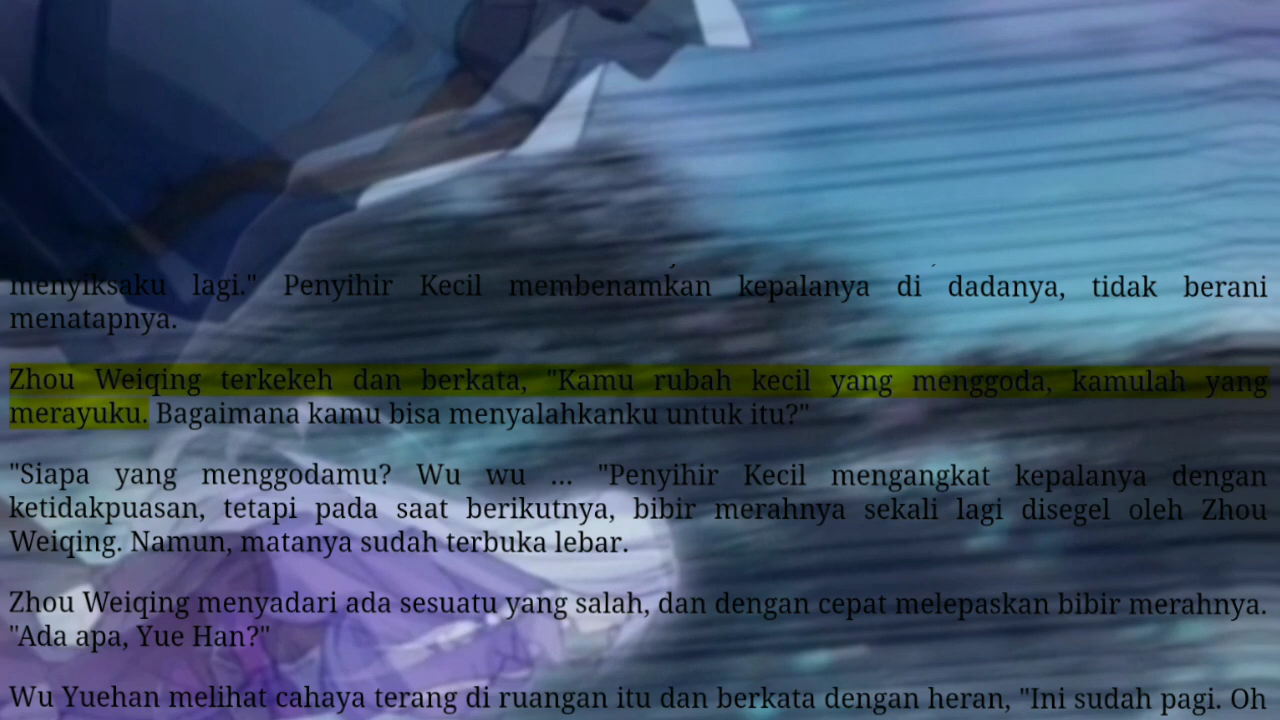 menyiksaku lagi." Penyihir Kecil membenamkan kepalanya di dadanya, tidak berani
menatapnya.
Zhou Weiqing terkekeh dan berkata, "Kamu rubah kecil yang menggoda, kamulah yang
merayuku. Bagaimana kamu bisa menyalahkanku untuk itu?"
"Siapa yang menggodamu? Wu wu ... "Penyihir Kecil mengangkat kepalanya dengan
ketidakpuasan, tetapi pada saat berikutnya, bibir merahnya sekali lagi disegel oleh Zhou
Weiqing. Namun, matanya sudah terbuka lebar.
Zhou Weiqing menyadari ada sesuatu yang salah, dan dengan cepat melepaskan bibir merahnya.
"Ada apa, Yue Han?"
Wu Yuehan melihat cahaya terang di ruangan itu dan berkata dengan heran, "Ini sudah pagi. Oh